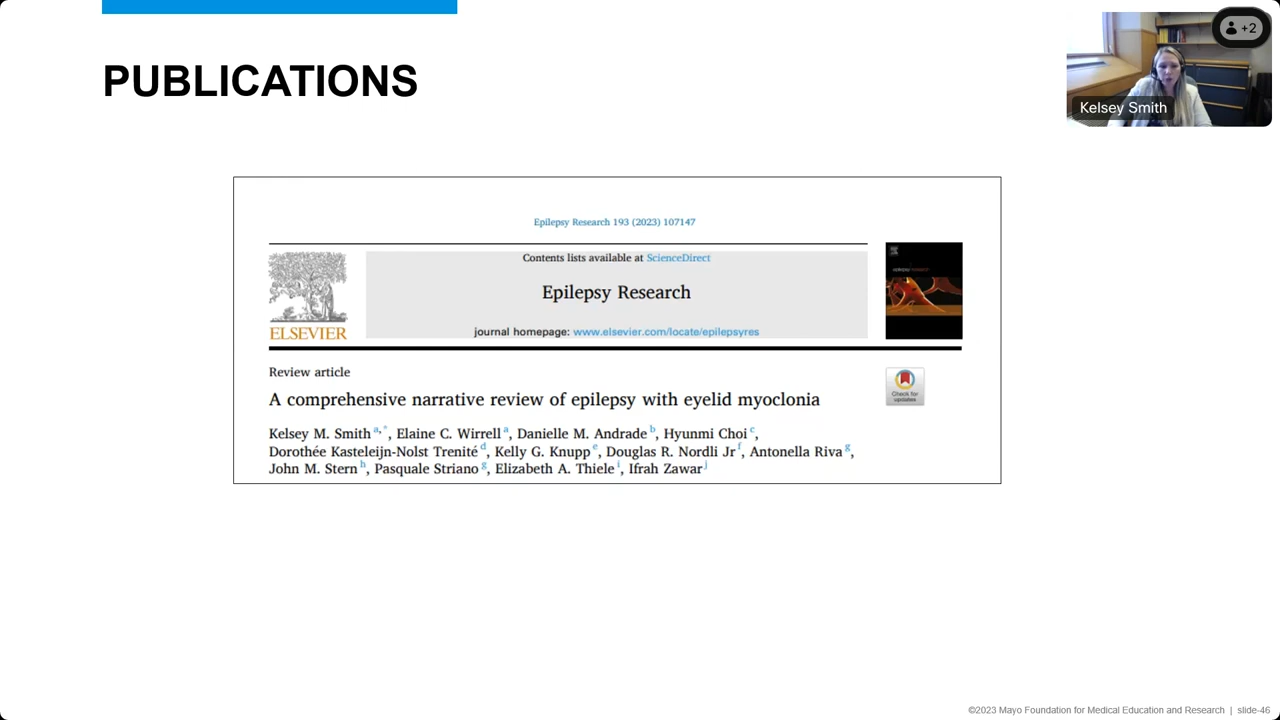 PUBLICATIONS
+2
Kelsey Smith
Epilepsy Research 193 (2023) 107147
Contents lists available at ScienceDirect
Epilepsy Research
journal homepage: www.elsevier.com/locate/epilepsyres
ELSEVIER
Review article
Check for
updates
A comprehensive narrative review of epilepsy with eyelid myoclonia
Kelsey M. Smith a,*, Elaine C. Wirrell a, Danielle M. Andrade b, Hyunmi Choi c,
Dorothée Kasteleijn-Nolst Trenité d, Kelly G. Knupp e, Douglas R. Nordli Jr f, Antonella Riva g,
John M. Stern h, Pasquale Striano g, Elizabeth A. Thiele i, Ifrah Zawar j
©2023 Mayo Foundation for Medical Education and Research | slide-46